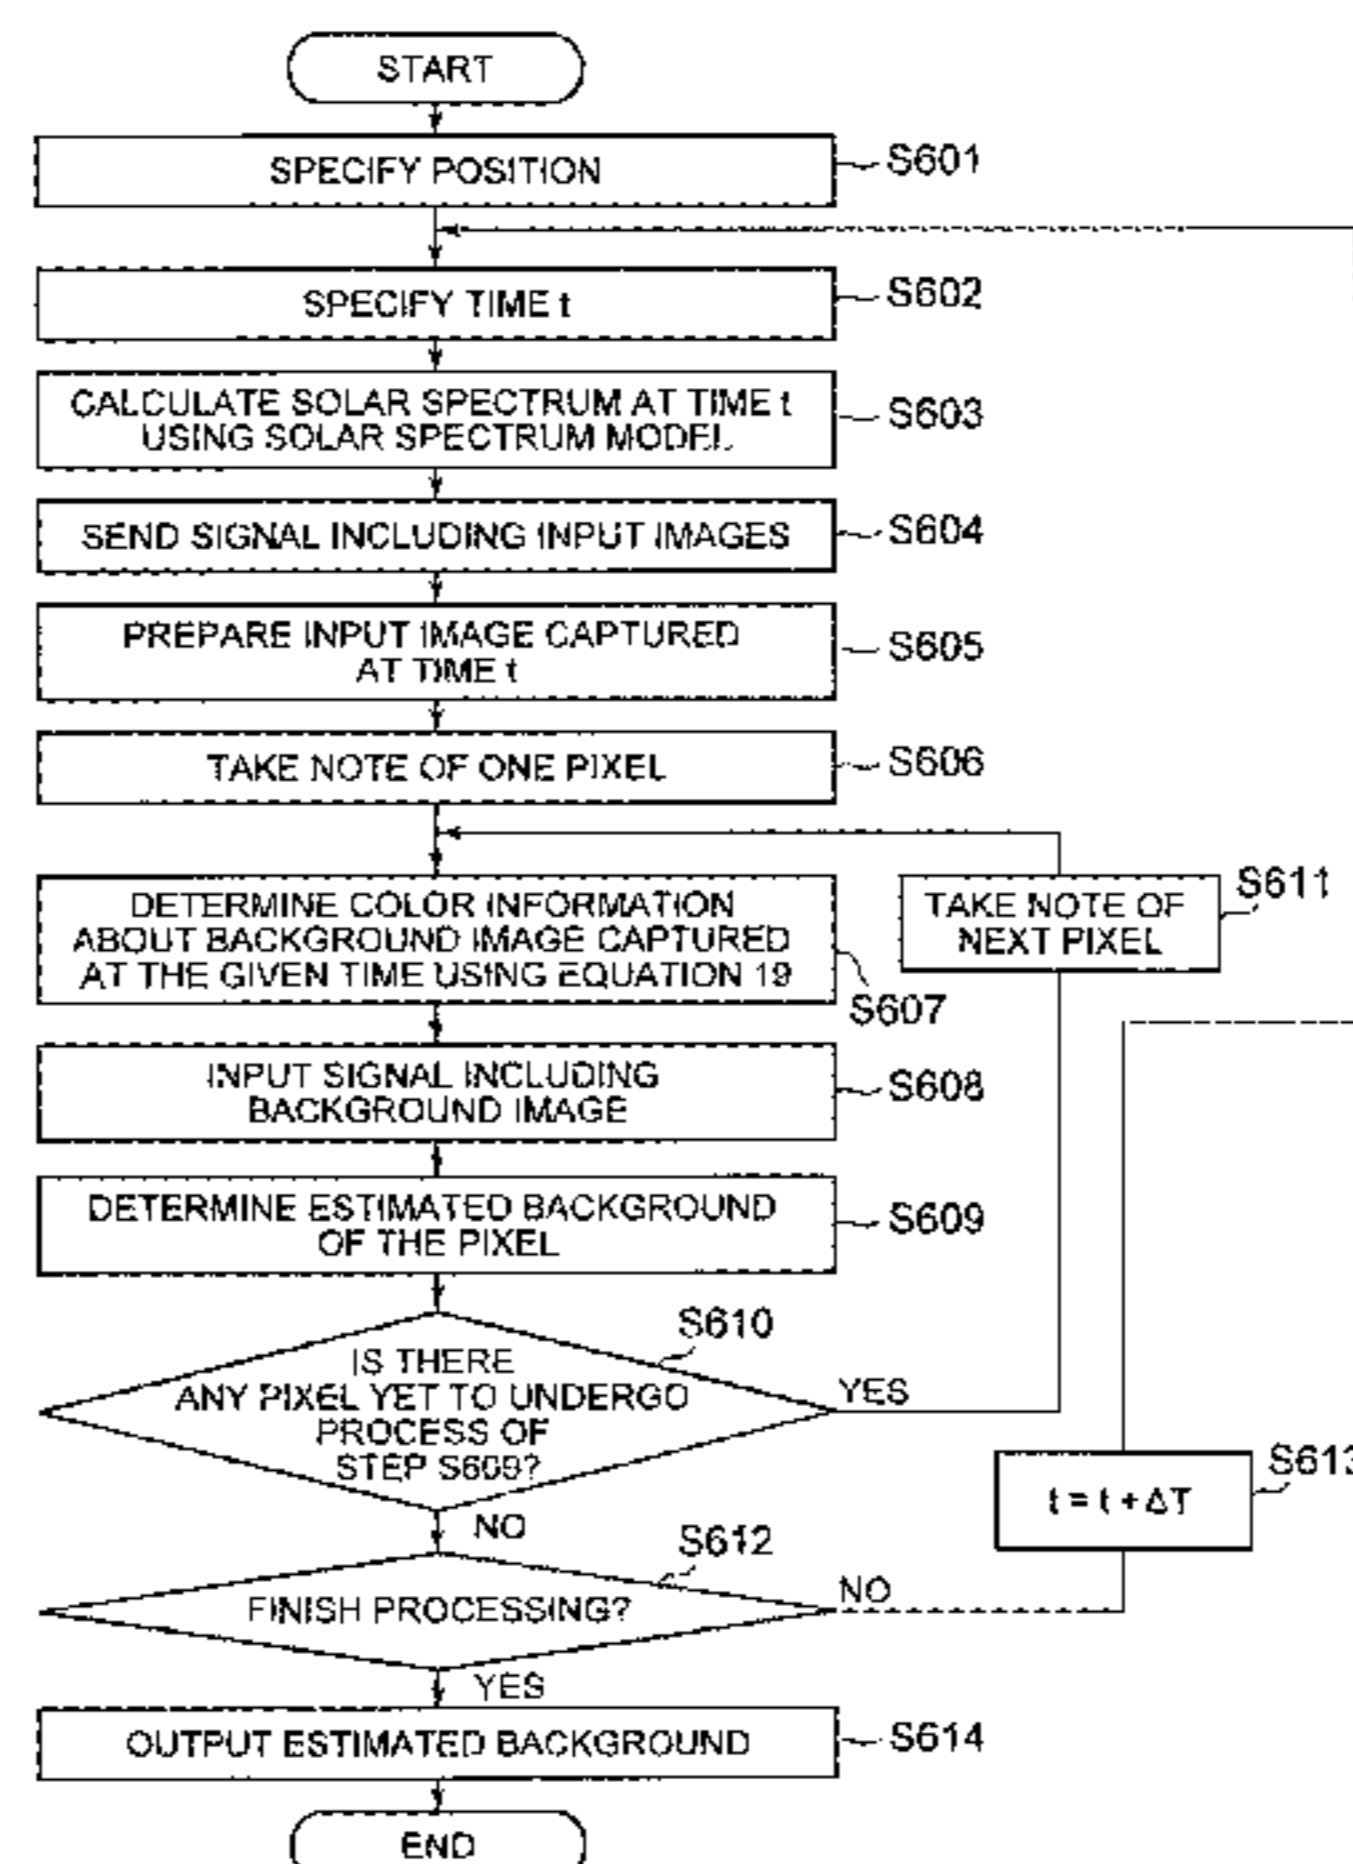 START
SPECIFY POSITION
S601
SPECIFY TIME t
S602
CALCULATE SOLAR SPECTRUM AT TIME t
USING SOLAR SPECTRUM MODEL
S603
SEND SIGNAL INCLUDING INPUT IMAGES
S604
PREPARE INPUT IMAGE CAPTURED
AT TIME t
S605
TAKE NOTE OF ONE PIXEL
S606
DETERMINE COLOR INFORMATION
ABOUT BACKGROUND IMAGE CAPTURED
AT THE GIVEN TIME USING EQUATION 19
S607
TAKE NOTE OF
NEXT PIXEL
S611
INPUT SIGNAL INCLUDING
BACKGROUND IMAGE
S608
DETERMINE ESTIMATED BACKGROUND
OF THE PIXEL
S609
S610
IS THERE
ANY PIXEL YET TO UNDERGO
PROCESS OF
STEP S609?
YES
NO
t = t + ΔT
S613
S612
FINISH PROCESSING?
NO
YES
OUTPUT ESTIMATED BACKGROUND
S614
END